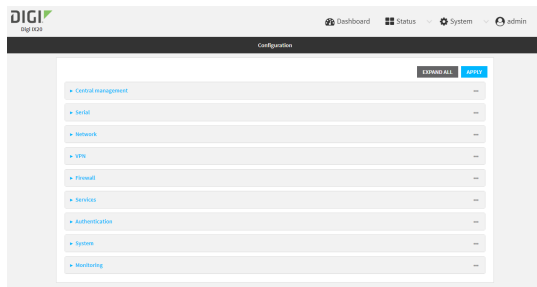 DIGI
Digi IX20
Dashboard Status System admin
Configuration
EXPAND ALL APPLY
Central management
Serial
Network
VPN
Firewall
Services
Authentication
System
Monitoring